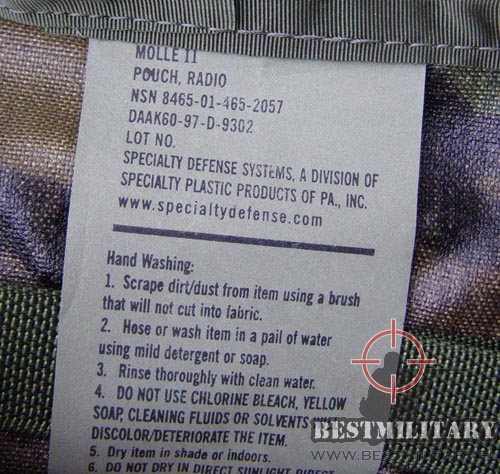 MOLLE II
POUCH, RADIO
NSN 8465-01-465-2057
DAAK60-97-D-9302
LOT NO.
SPECIALTY DEFENSE SYSTEMS, A DIVISION OF
SPECIALTY PLASTIC PRODUCTS OF PA., INC.
www.specialtydefense.com
Hand Washing:
1. Scrape dirt/dust from item using a brush
that will not cut into fabric.
2. Hose or wash item in a pail of water
using mild detergent or soap.
3. Rinse thoroughly with clean water.
4. DO NOT USE CHLORINE BLEACH, YELLOW
SOAP, CLEANING FLUIDS OR SOLVENTS
DISCOLOR/DETERIORATE THE ITEM.
5. Dry item in shade or indoors.
6. DO NOT DRY IN DIRECT SUNLIGHT, DIRECT
BESTMILITARY
WWW.BESTMILITARY